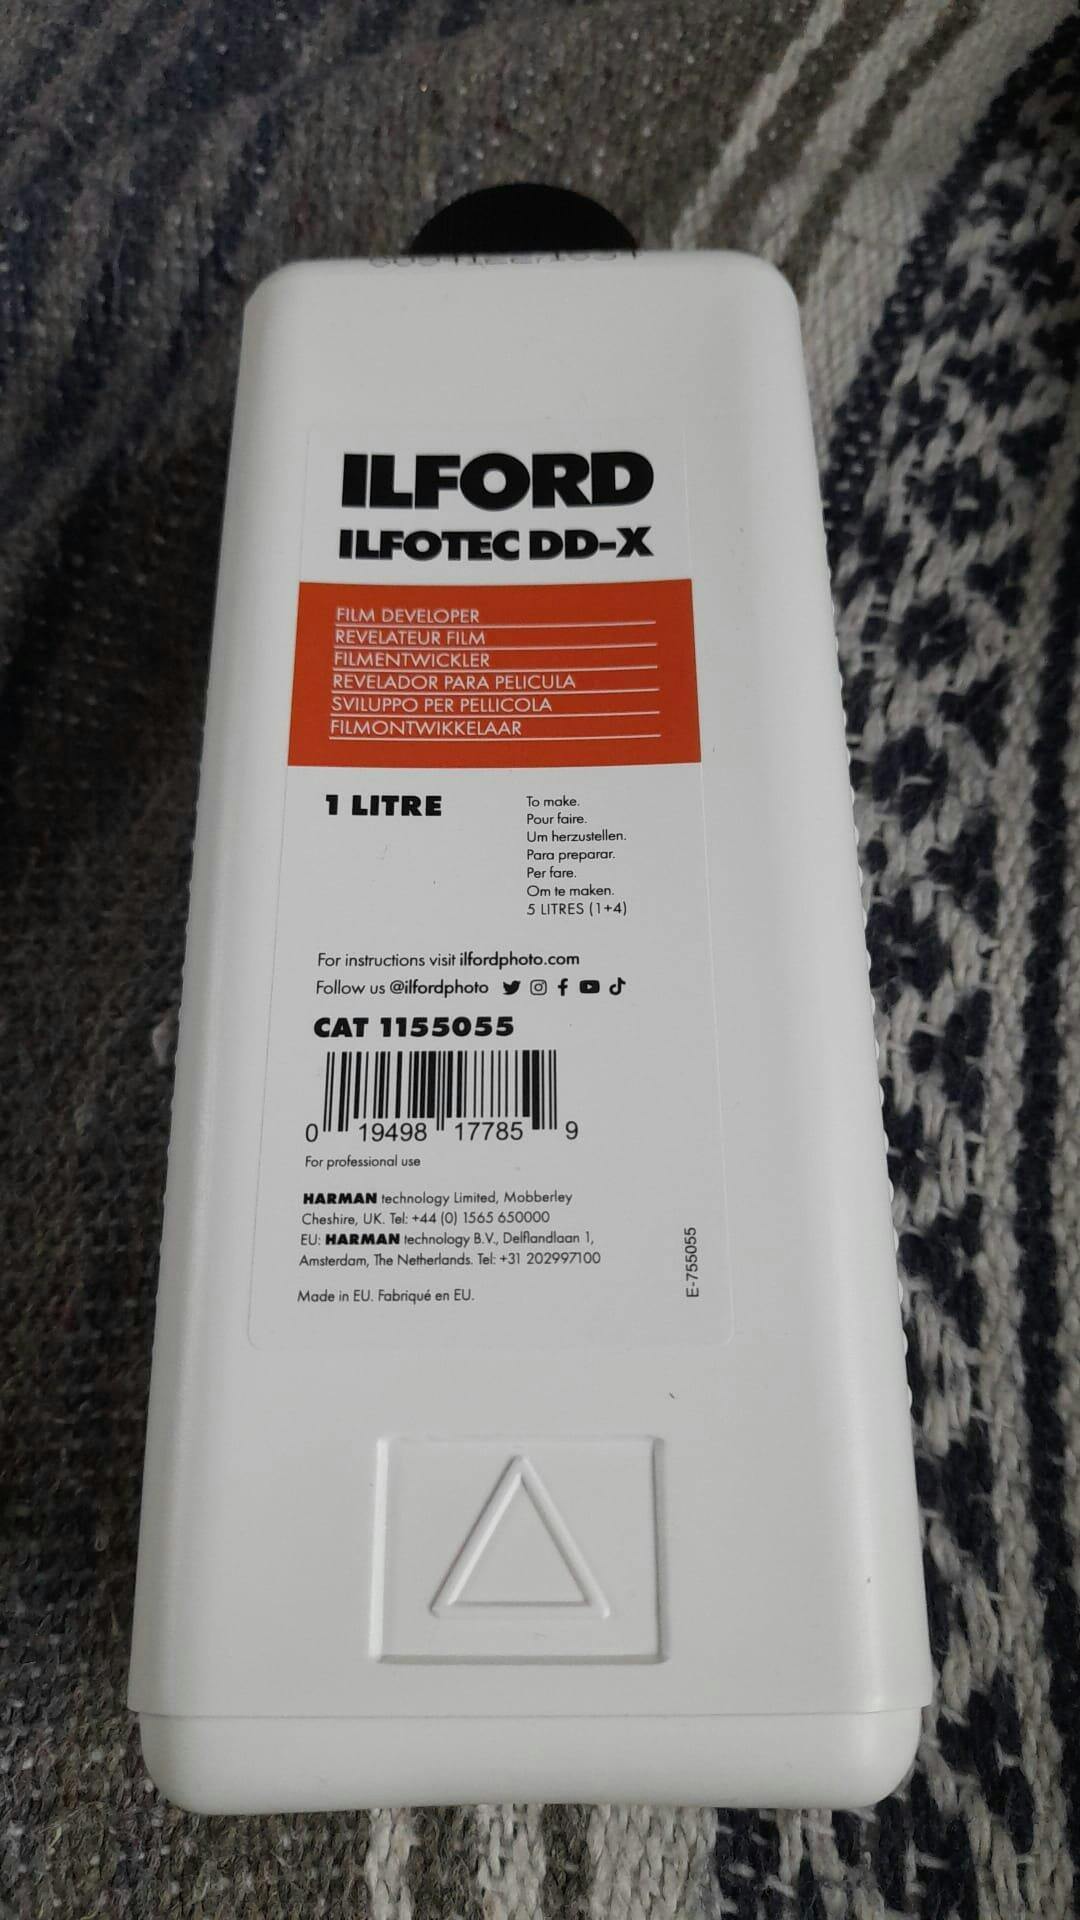 ILFORD
ILFOTEC DD-X
FILM DEVELOPER
REVELATEUR FILM
FILMENTWICKLER
REVELADOR PARA PELICULA
SVILUPPO PER PELLICOLA
FILMONTWIKKELAAR
1 LITRE
To make.
Pour faire.
Um herzustellen.
Para preparar.
Per fare.
Om te maken.
5 LITRES (1+4)
For instructions visit ilfordphoto.com
Follow us @ilfordphoto
CAT 1155055
0 19498 17785 9
For professional use
HARMAN technology Limited, Mobberley
Cheshire, UK. Tel: +44 (0) 1565 650000
EU: HARMAN technology B.V., Delflandlaan 1,
Amsterdam, The Netherlands. Tel: +31 202997100
E-755055
Made in EU. Fabriqué en EU.